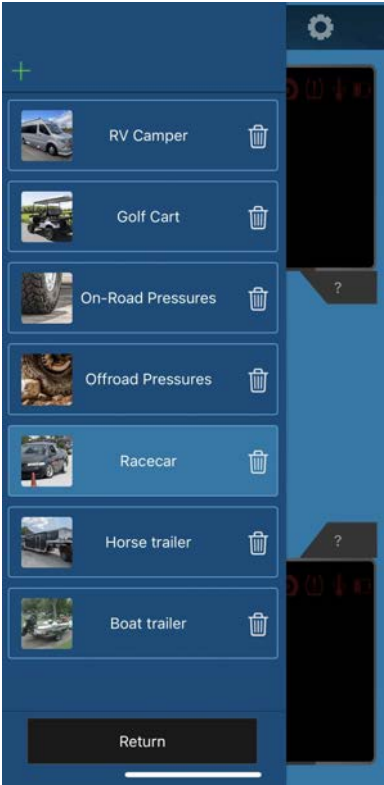 +
RV Camper
Golf Cart
On-Road Pressures
?
Offroad Pressures
Racecar
Horse trailer
?
Boat trailer
Return